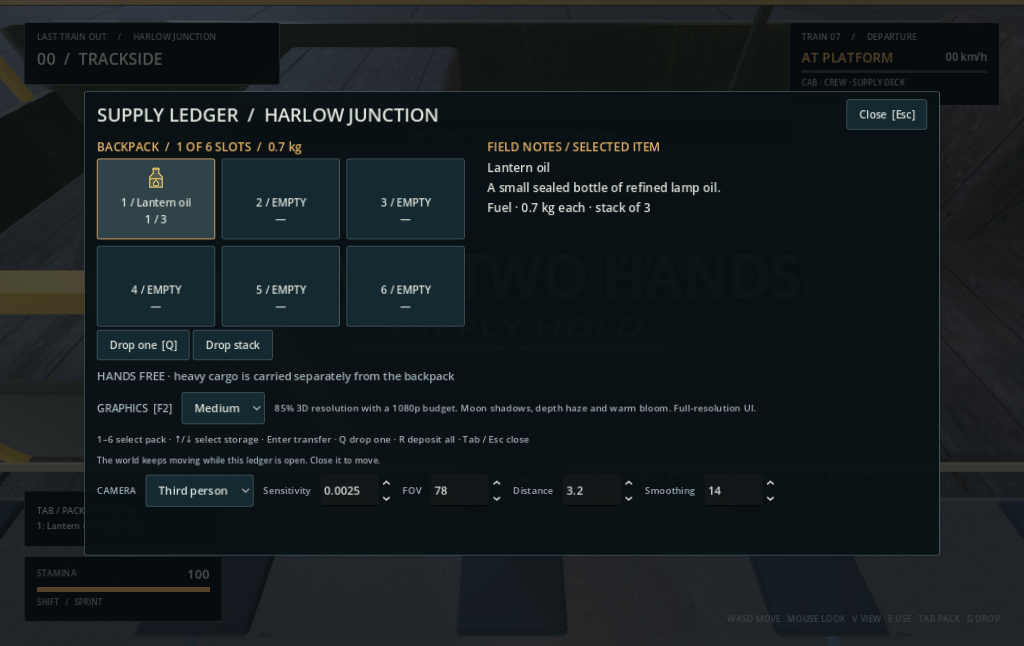 LAST TRAIN OUT / HARLOW JUNCTION
00 / TRACKSIDE
TRAIN 07 / DEPARTURE
AT PLATFORM 00 km/h
CAB · CREW · SUPPLY DECK
SUPPLY LEDGER / HARLOW JUNCTION
Close [Esc]
BACKPACK / 1 OF 6 SLOTS / 0.7 kg
1 / Lantern oil
1 / 3
2 / EMPTY
—
3 / EMPTY
—
4 / EMPTY
—
5 / EMPTY
—
6 / EMPTY
—
FIELD NOTES / SELECTED ITEM
Lantern oil
A small sealed bottle of refined lamp oil.
Fuel · 0.7 kg each · stack of 3
TWO HANDS
SUPPLY HOLD
Drop one [Q] Drop stack
HANDS FREE · heavy cargo is carried separately from the backpack
GRAPHICS [F2] Medium 85% 3D resolution with a 1080p budget. Moon shadows, depth haze and warm bloom. Full-resolution UI.
1–6 select pack · ↑/↓ select storage · Enter transfer · Q drop one · R deposit all · Tab / Esc close
The world keeps moving while this ledger is open. Close it to move.
CAMERA Third person Sensitivity 0.0025 FOV 78 Distance 3.2 Smoothing 14
TAB / PACK
1: Lantern
STAMINA 100
SHIFT / SPRINT
WASD MOVE MOUSE LOOK V VIEW E USE TAB PACK G DROP